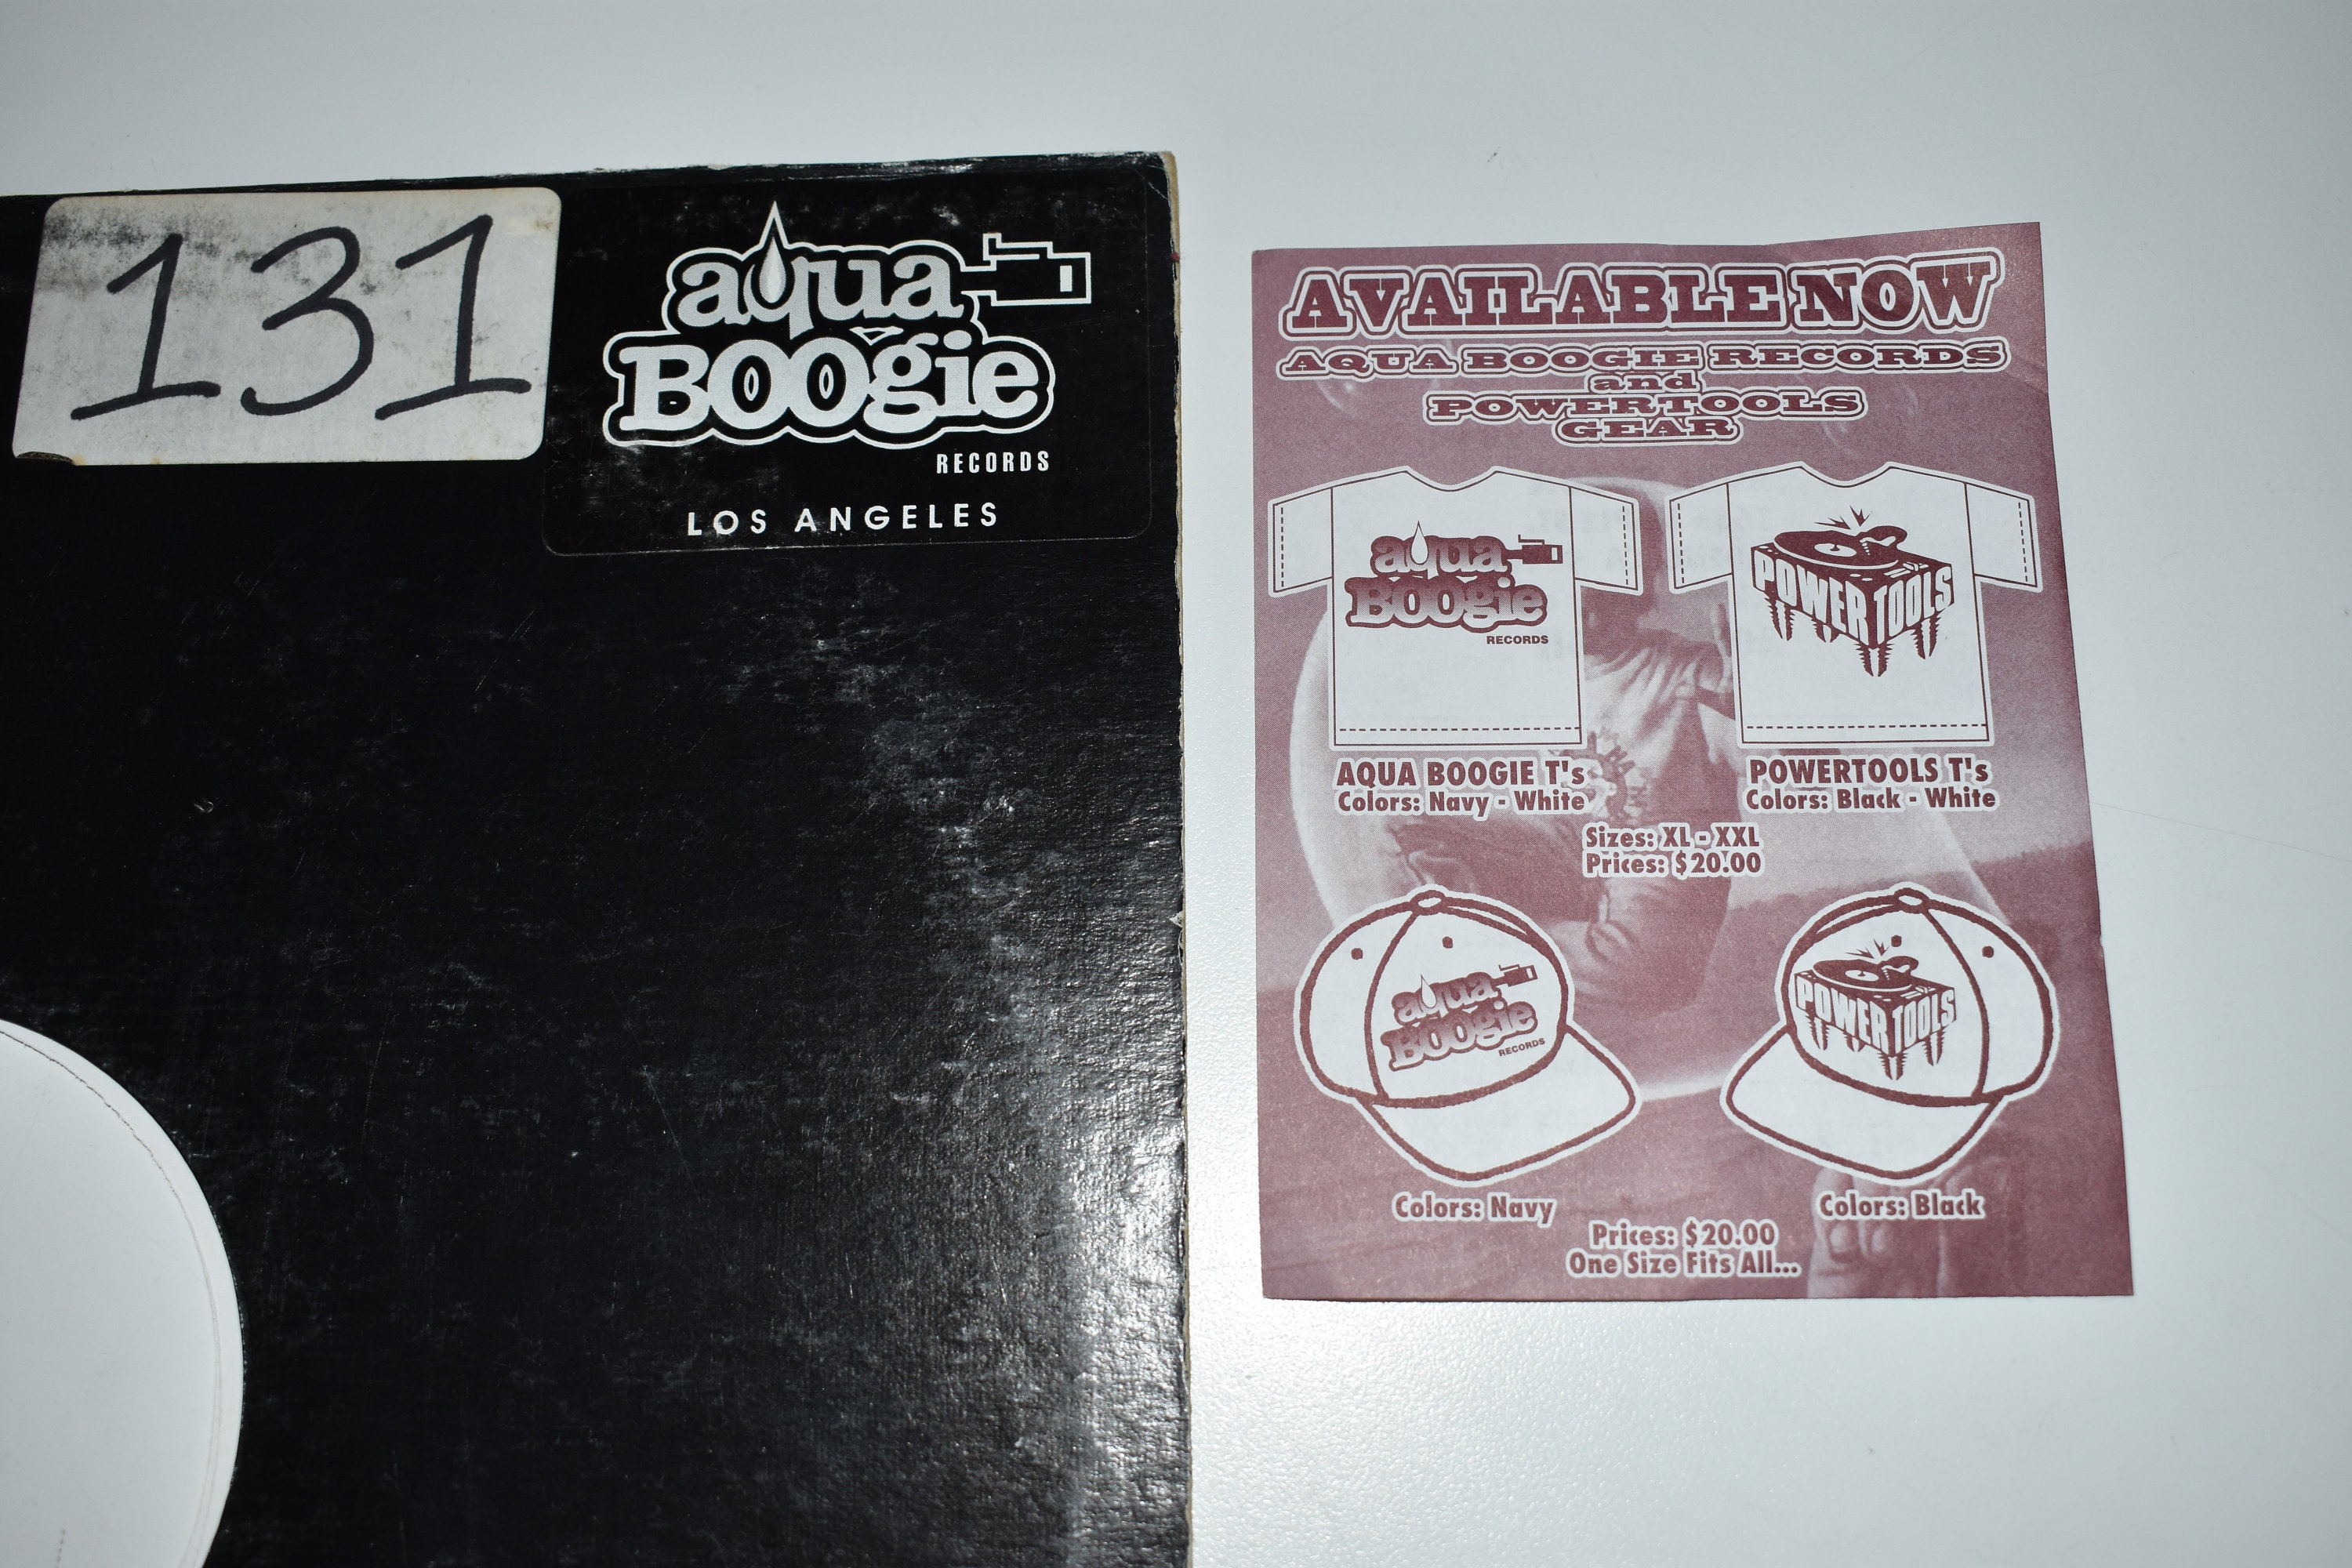 131
aqua
BOOgie
RECORDS
LOS ANGELES
AVAILABLE NOW
AQUA BOOGIE RECORDS
and
POWERTOOLS
GEAR
aqua
BOOgie
RECORDS
POWER TOOLS
AQUA BOOGIE T's
Colors: Navy - White
POWERTOOLS T's
Colors: Black - White
Sizes: XL - XXL
Prices: $20.00
aqua
BOOgie
RECORDS
POWER TOOLS
Colors: Navy
Colors: Black
Prices: $20.00
One Size Fits All...